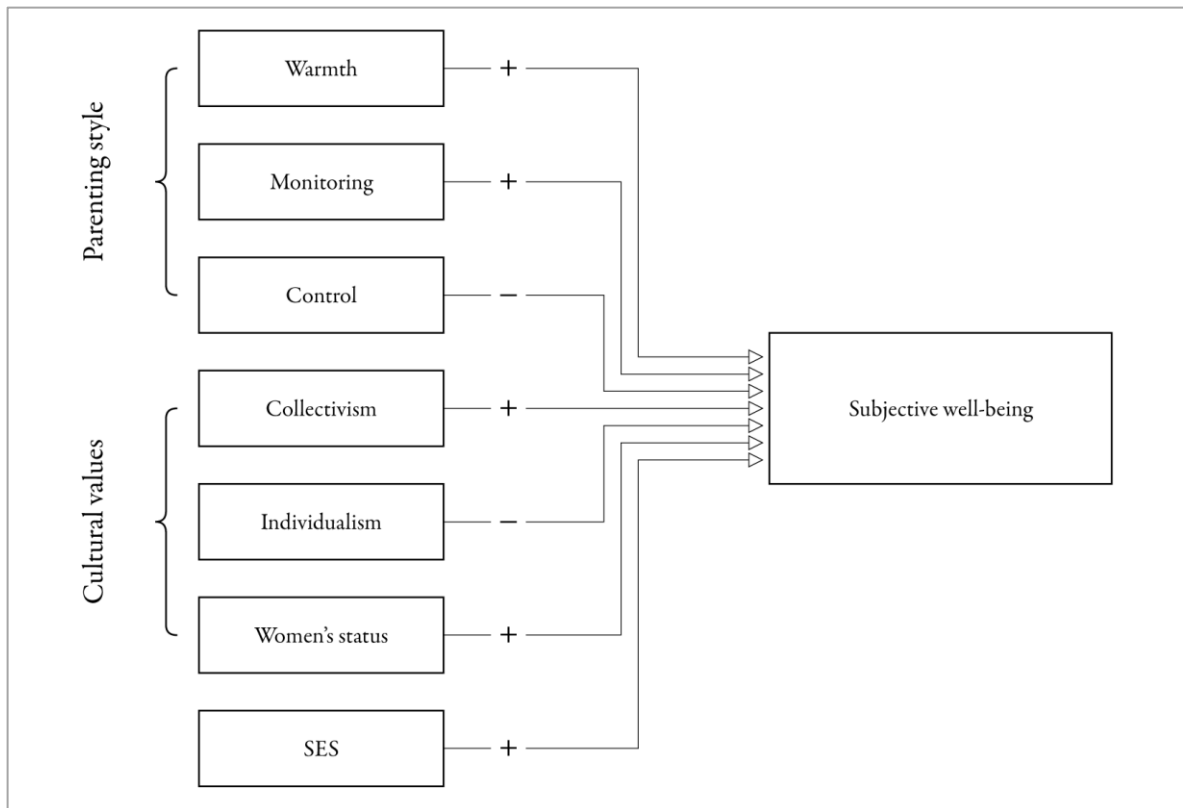 Parenting style
Warmth
+
Monitoring
+
Control
−
Cultural values
Collectivism
+
Individualism
−
Women’s status
+
SES
+
Subjective well-being